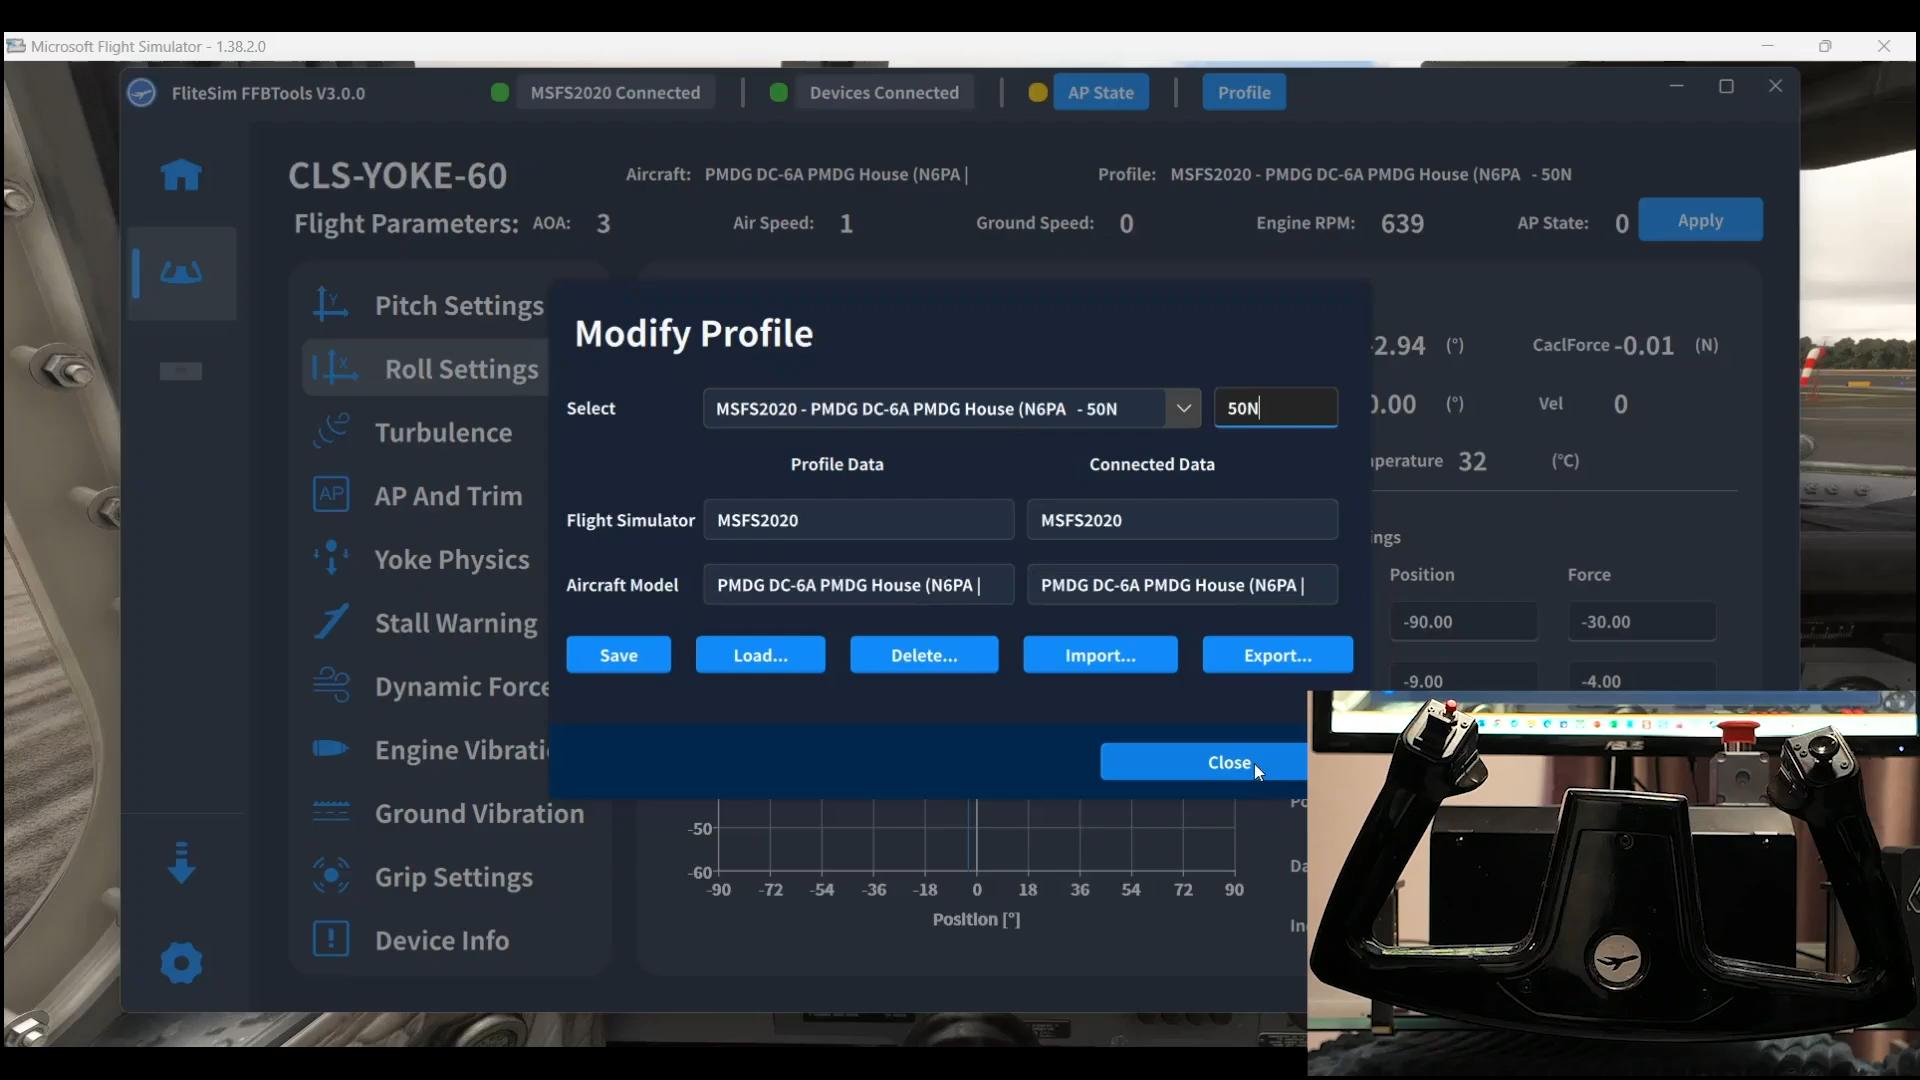 Microsoft Flight Simulator - 1.38.2.0
FliteSim FFBTools V3.0.0
MSFS2020 Connected
Devices Connected
AP State
Profile
CLS-YOKE-60
Aircraft: PMDG DC-6A PMDG House (N6PA |
Profile: MSFS2020 - PMDG DC-6A PMDG House (N6PA - 50N
Flight Parameters: AOA: 3
Air Speed: 1
Ground Speed: 0
Engine RPM: 639
AP State: 0
Apply
Pitch Settings
Roll Settings
Turbulence
AP
AP And Trim
Yoke Physics
Stall Warning
Dynamic Force
Engine Vibrati
Ground Vibration
Grip Settings
Device Info
Modify Profile
Select
MSFS2020 - PMDG DC-6A PMDG House (N6PA - 50N
50N
Profile Data
Connected Data
Flight Simulator
MSFS2020
MSFS2020
Aircraft Model
PMDG DC-6A PMDG House (N6PA |
PMDG DC-6A PMDG House (N6PA |
Save
Load...
Delete...
Import...
Export...
Close
2.94 (°)
CaclForce -0.01 (N)
0.00 (°)
Vel 0
perature 32 (°C)
ings
Position
Force
-90.00
-30.00
-9.00
-4.00
-50
-60
-90 -72 -54 -36 -18 0 18 36 54 72 90
Position [°]
Po
Da
In